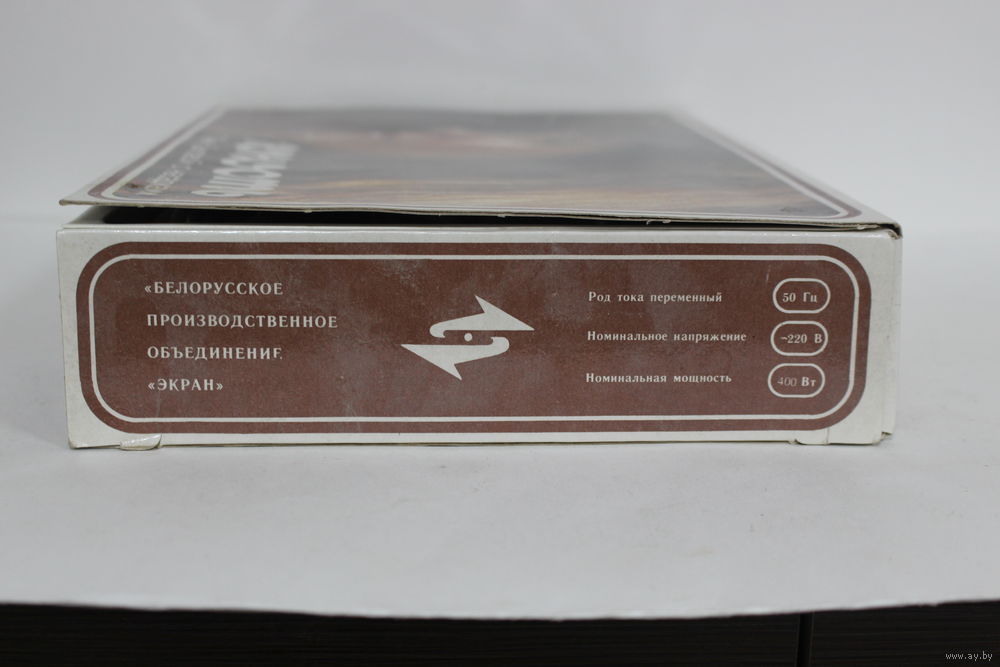 «БЕЛОРУССКОЕ
ПРОИЗВОДСТВЕННОЕ
ОБЪЕДИНЕНИЕ
«ЭКРАН»
Род тока переменный 50 Гц
Номинальное напряжение ~220 В
Номинальная мощность 400 Вт
www.ay.by